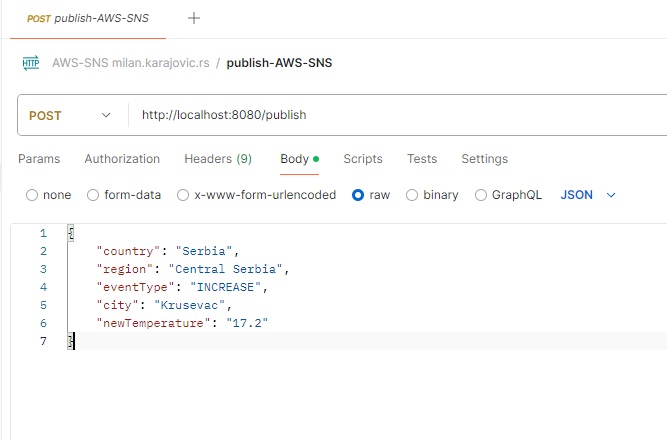 POST publish-AWS-SNS
HTTP AWS-SNS milan.karajovic.rs / publish-AWS-SNS
POST http://localhost:8080/publish
Params Authorization Headers (9) Body Scripts Tests Settings
none form-data x-www-form-urlencoded raw binary GraphQL JSON
1 {
2 "country": "Serbia",
3 "region": "Central Serbia",
4 "eventType": "INCREASE",
5 "city": "Krusevac",
6 "newTemperature": "17.2"
7 }